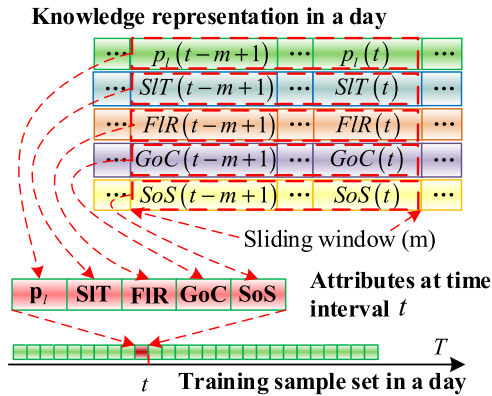 Knowledge representation in a day
... p_l(t−m+1) ... p_l(t) ...
... SlT(t−m+1) ... SlT(t) ...
... FlR(t−m+1) ... FlR(t) ...
... GoC(t−m+1) ... GoC(t) ...
... SoS(t−m+1) ... SoS(t) ...
Sliding window (m)
p_l SlT FlR GoC SoS
Attributes at time
interval t
T
t
Training sample set in a day